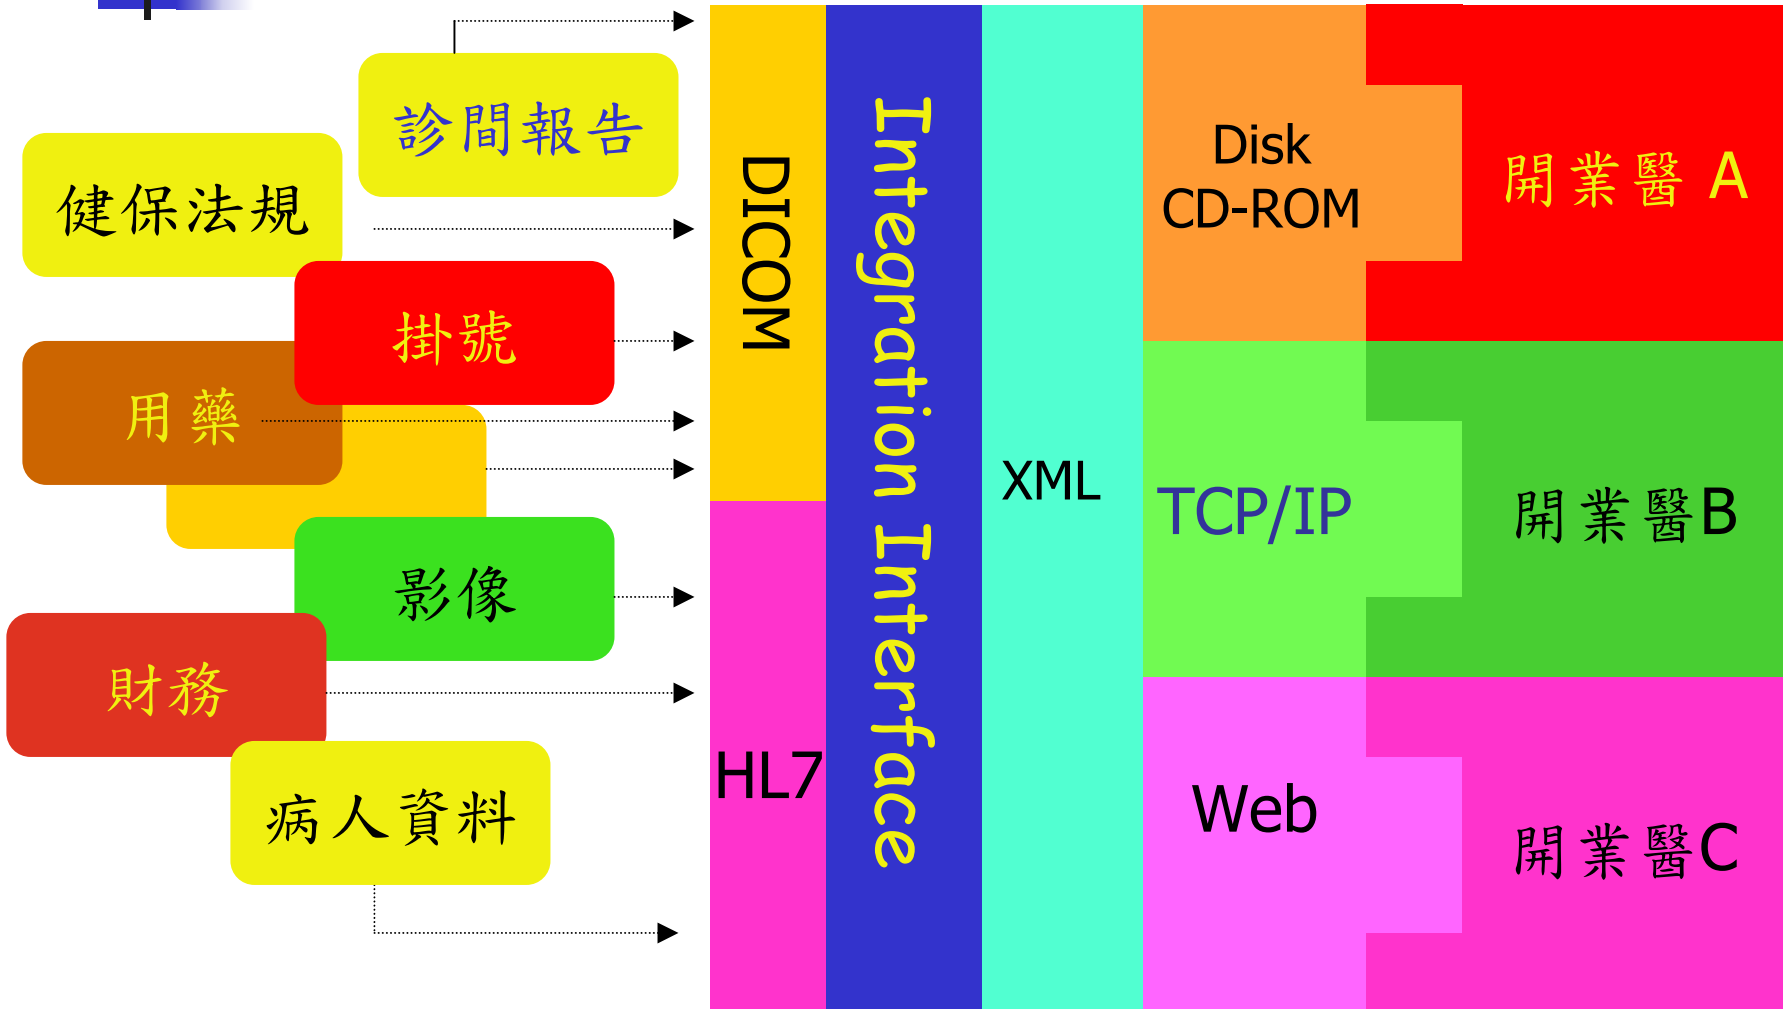 診間報告
健保法規
掛號
用藥
影像
財務
病人資料
DICOM
HL7
Integration Interface
XML
Disk
CD-ROM
TCP/IP
Web
開業醫 A
開業醫B
開業醫C